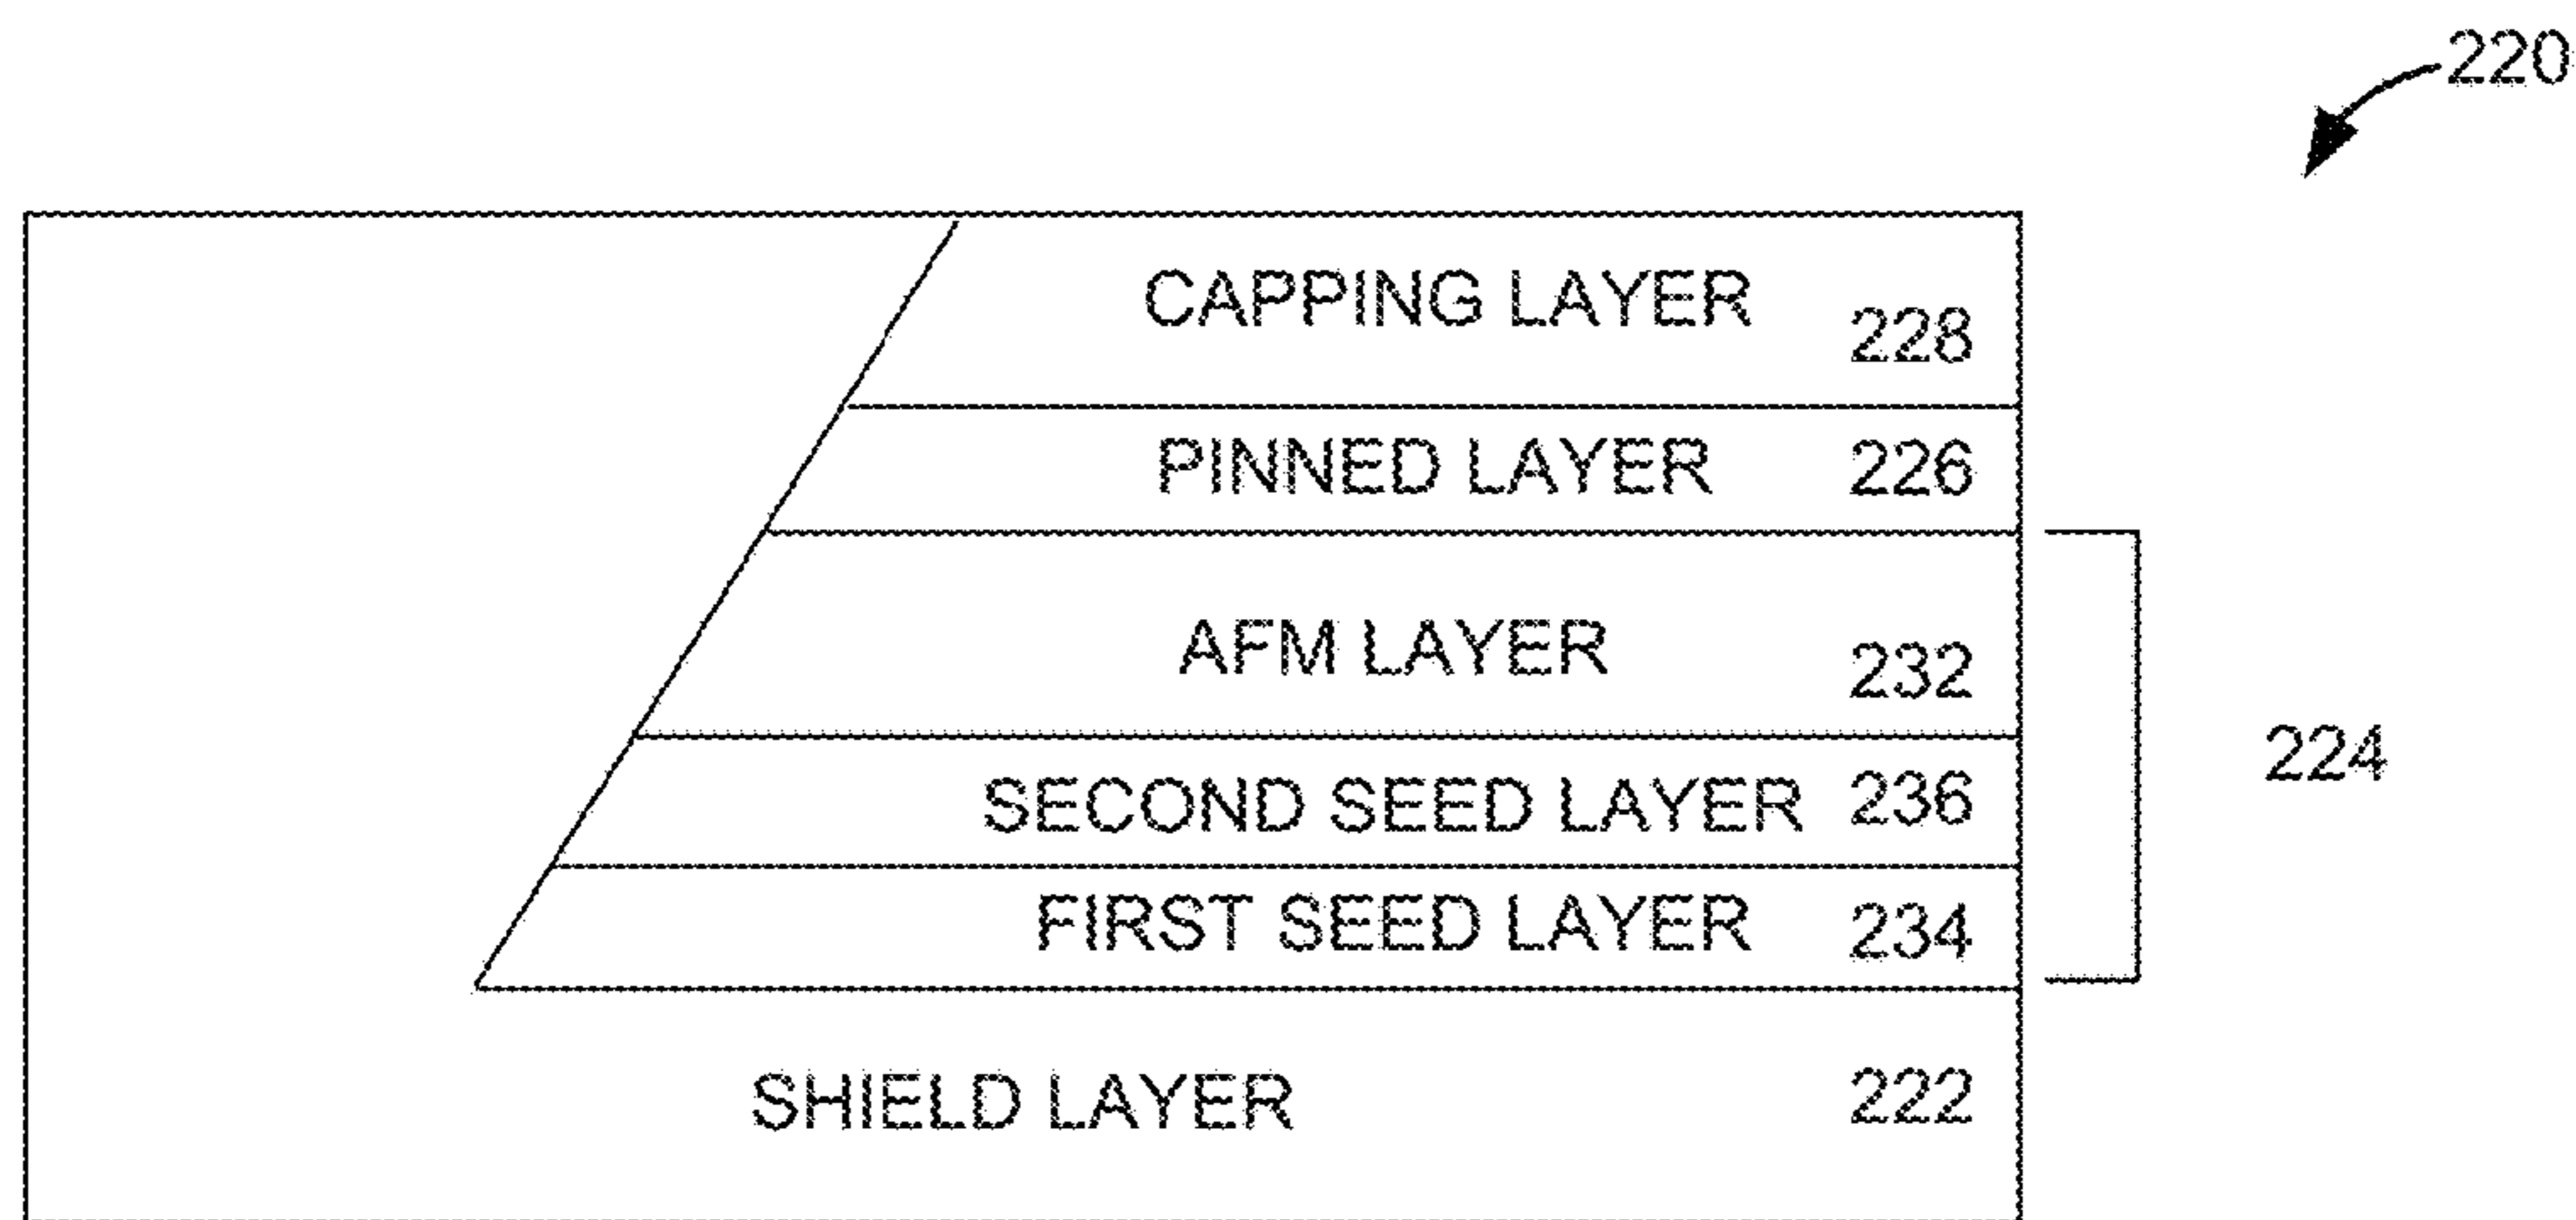 220
CAPPING LAYER 228
PINNED LAYER 226
AFM LAYER 232
224
SECOND SEED LAYER 236
FIRST SEED LAYER 234
SHIELD LAYER 222